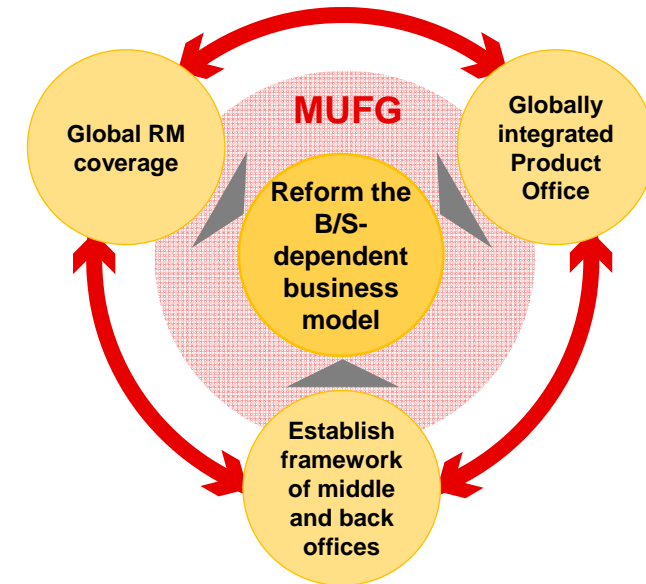 MUFG
Global RM
coverage
Globally
integrated
Product
Office
Reform the
B/S-
dependent
business
model
Establish
framework
of middle
and back
offices